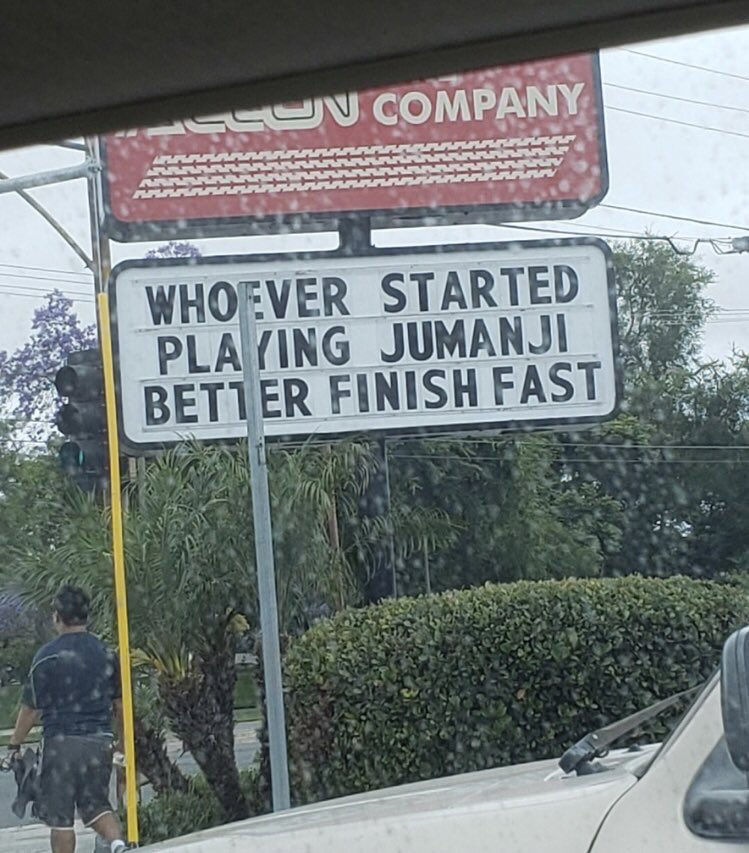 COMPANY
WHOEVER STARTED
PLAYING JUMANJI
BETTER FINISH FAST